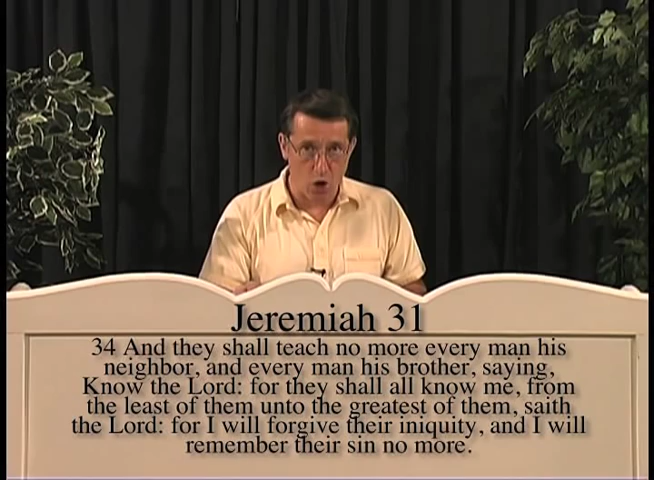 Jeremiah 31
34 And they shall teach no more every man his
neighbor, and every man his brother, saying,
Know the Lord: for they shall all know me, from
the least of them unto the greatest of them, saith
the Lord: for I will forgive their iniquity, and I will
remember their sin no more.